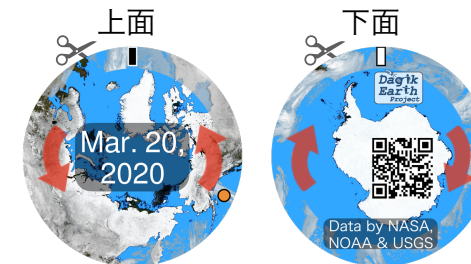 上面
下面
Mar. 20,
2020
Dagik
Earth
Project
Data by NASA,
NOAA & USGS